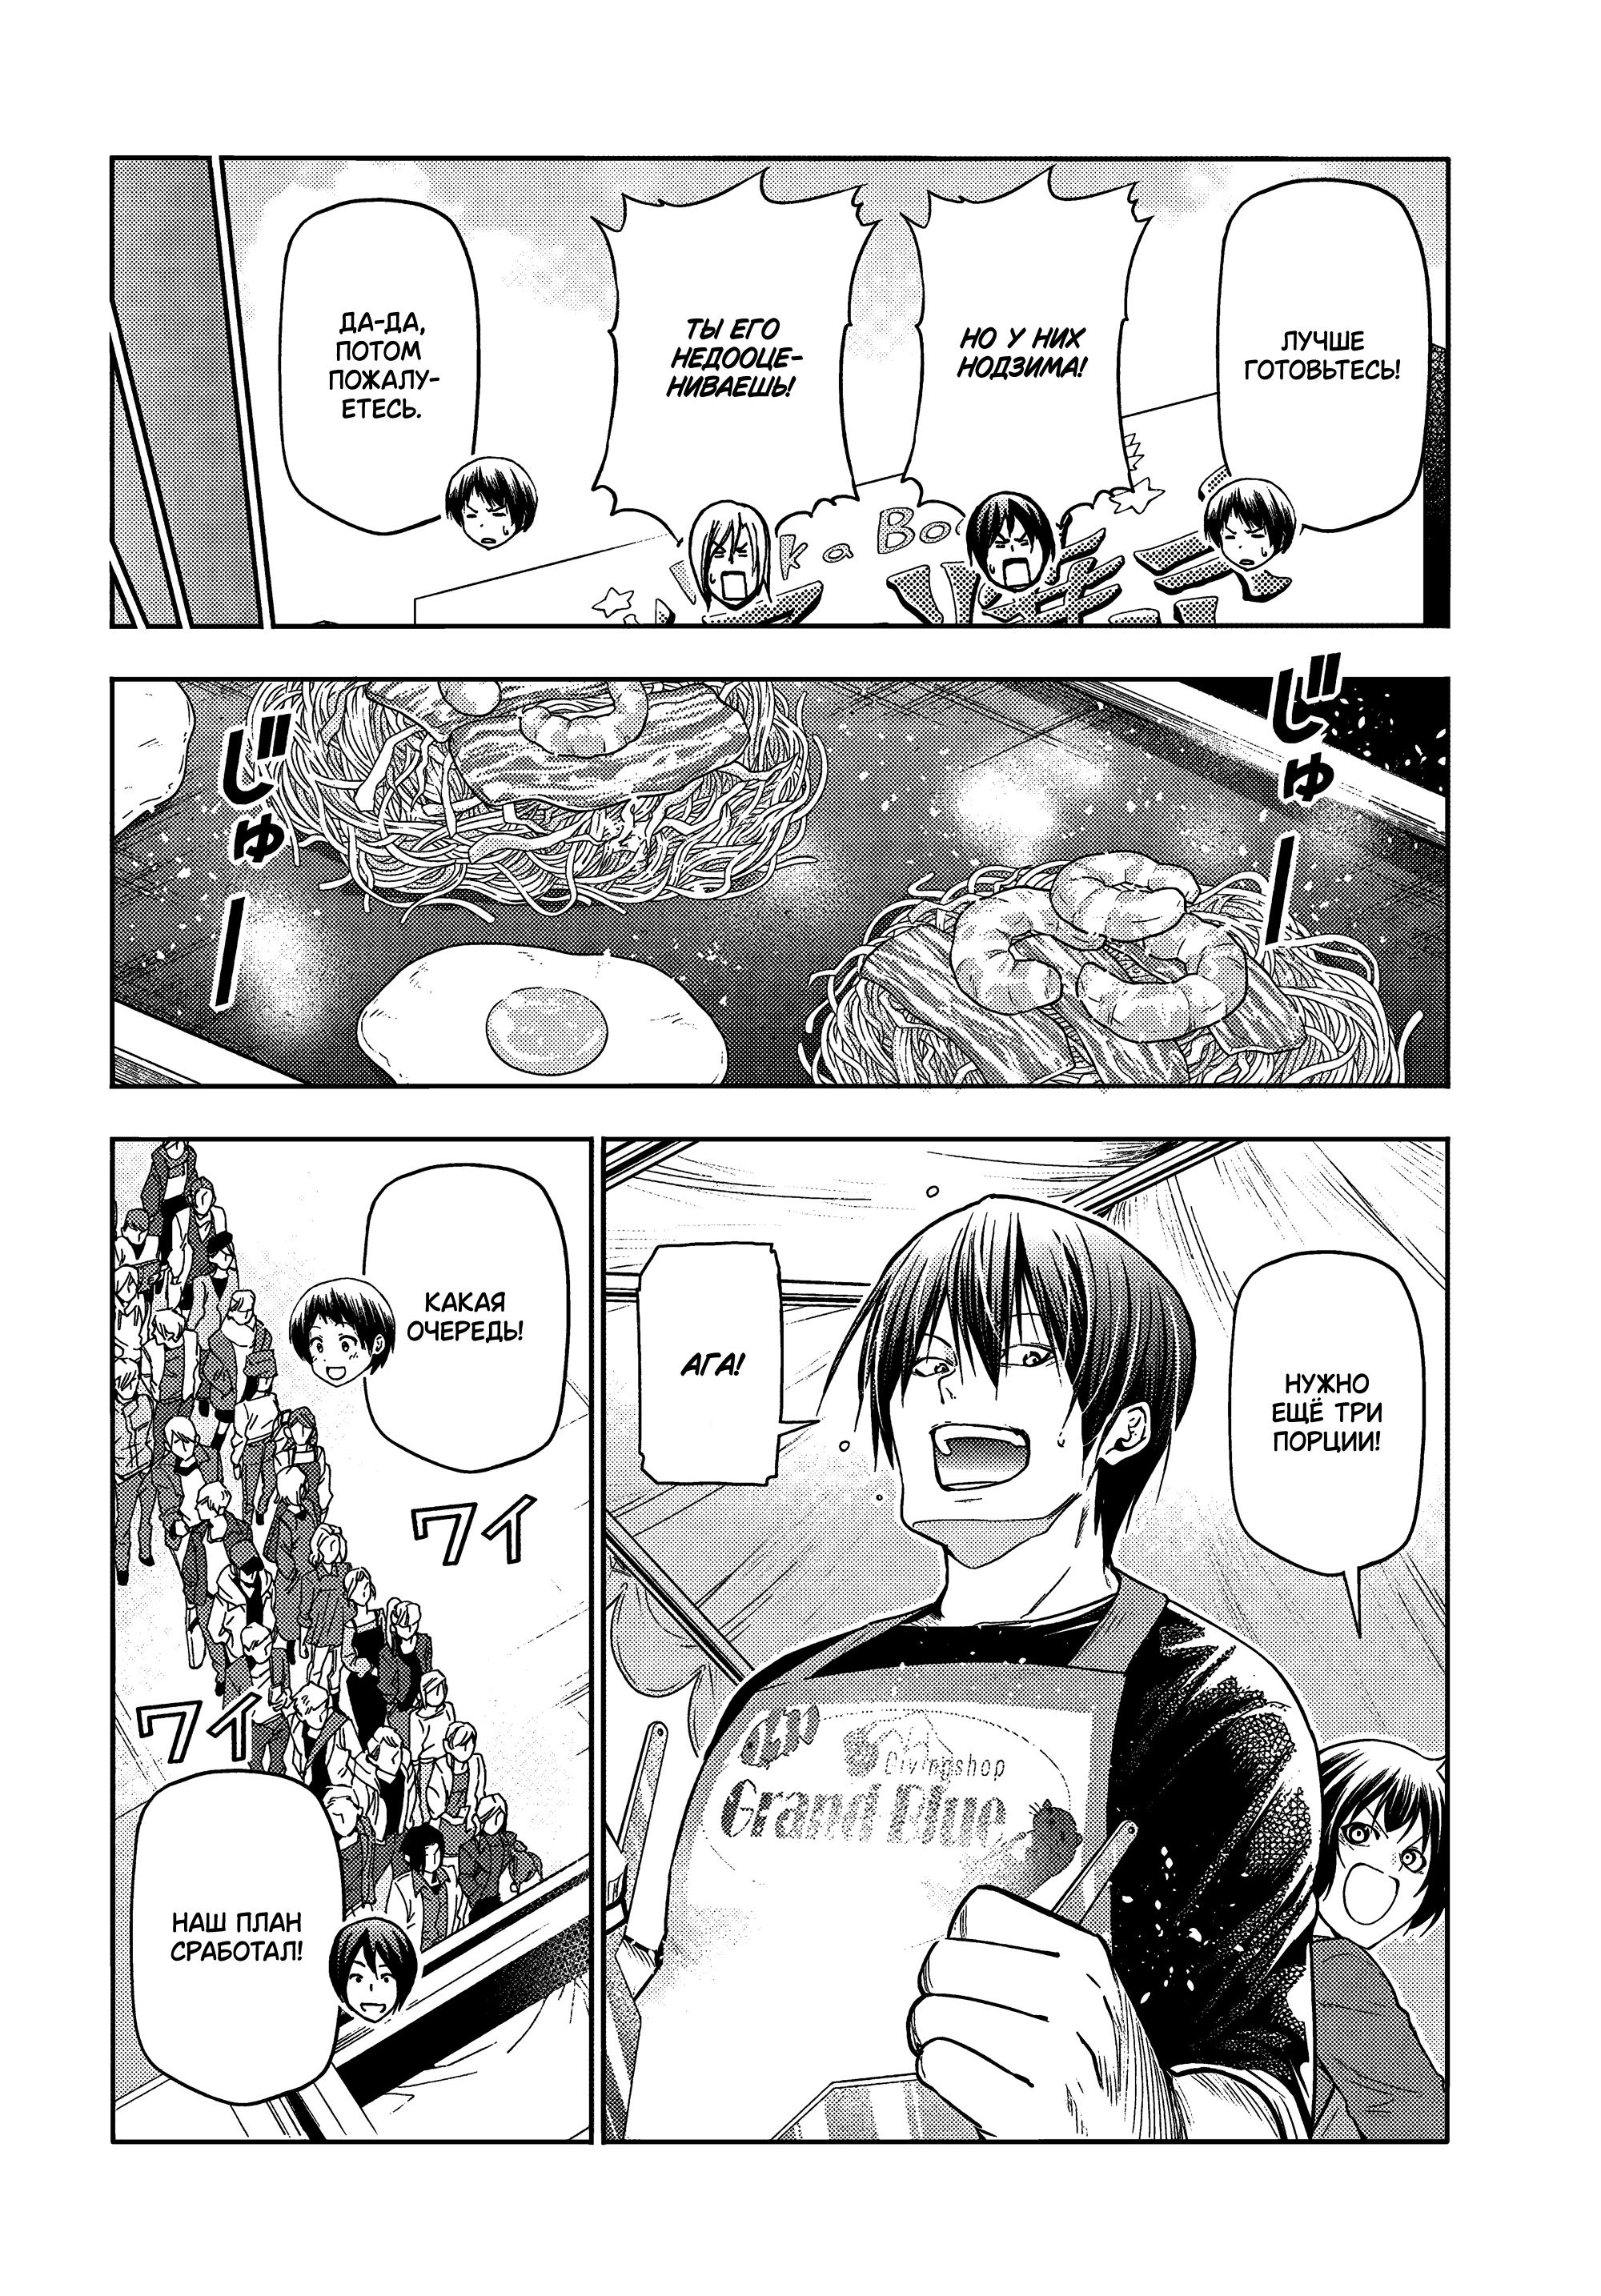 ЛУЧШЕ
ГОТОВЬТЕСЬ!
НО У НИХ
НОДЗИМА!
ТЫ ЕГО
НЕДООЦЕ-
НИВАЕШЬ!
ДА-ДА,
ПОТОМ
ПОЖАЛУ-
ЕТЕСЬ.
じゅー
じゅー
НУЖНО
ЕЩЁ ТРИ
ПОРЦИИ!
АГА!
Divingshop
Grand Blue
КАКАЯ
ОЧЕРЕДЬ!
ワイ
ワイ
НАШ ПЛАН
СРАБОТАЛ!